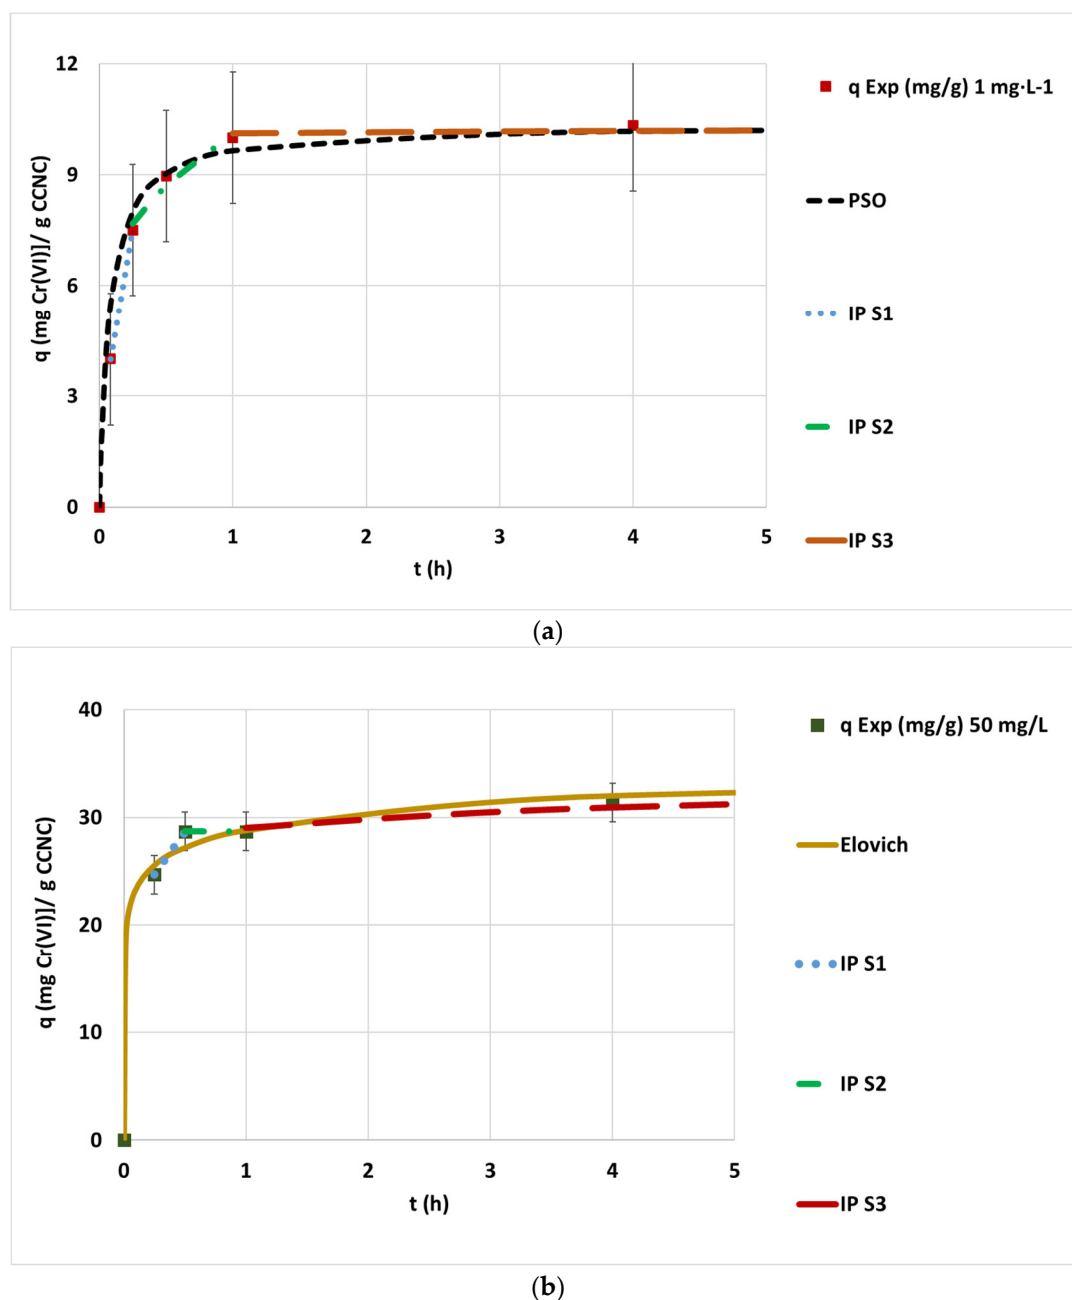 12
9
6
3
0
q (mg Cr(VI)]/ g CCNC)
0 1 2 3 4 5
t (h)
q Exp (mg/g) 1 mg·L-1
PSO
IP S1
IP S2
IP S3
(a)
40
30
20
10
0
q (mg Cr(VI)]/ g CCNC)
0 1 2 3 4 5
t (h)
q Exp (mg/g) 50 mg/L
Elovich
IP S1
IP S2
IP S3
(b)